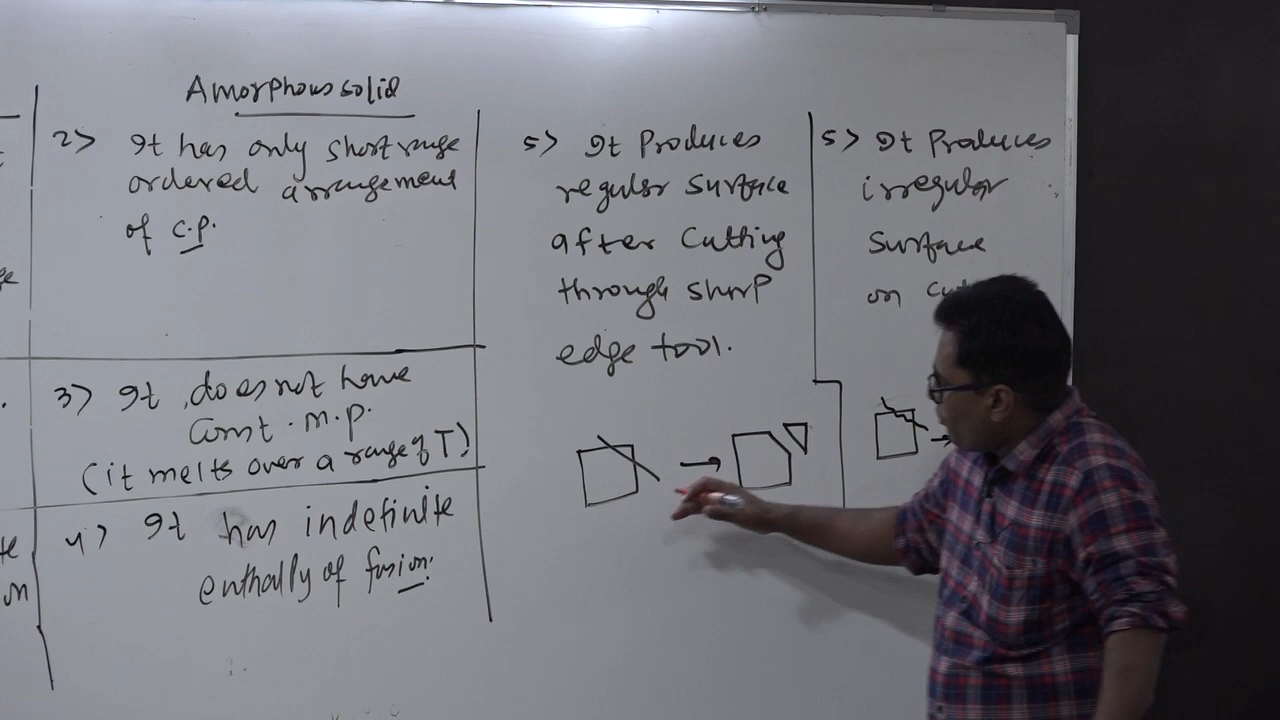 Amorphous solid
2> It has only short range
ordered arrangement
of c.p.
3> It does not have
Const. m.p.
(it melts over a range of T)
4> It has indefinite
enthally of fusion.
5> It Produces
regular surface
after cutting
through sharp
edge tool.
5> It Produces
irregular
surface
on